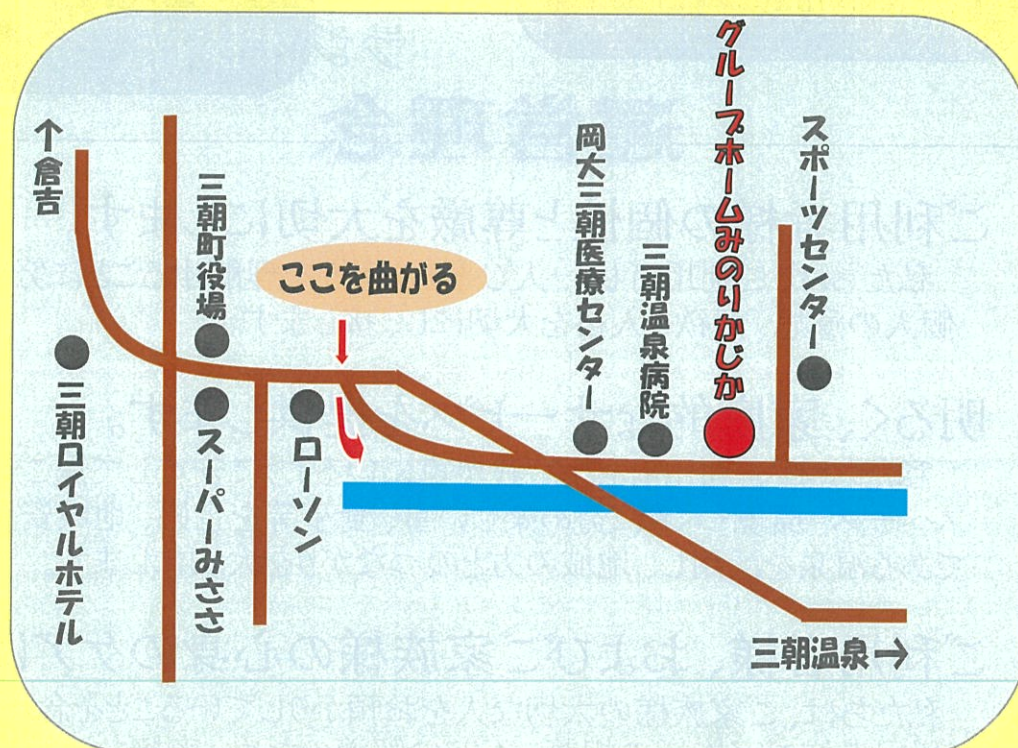 ↑倉吉
三朝町役場
ここを曲がる
岡大三朝医療センター
三朝温泉病院
グループホームみのりかじか
スポーツセンター
三朝ロイヤルホテル
スーパーみささ
ローソン
三朝温泉→